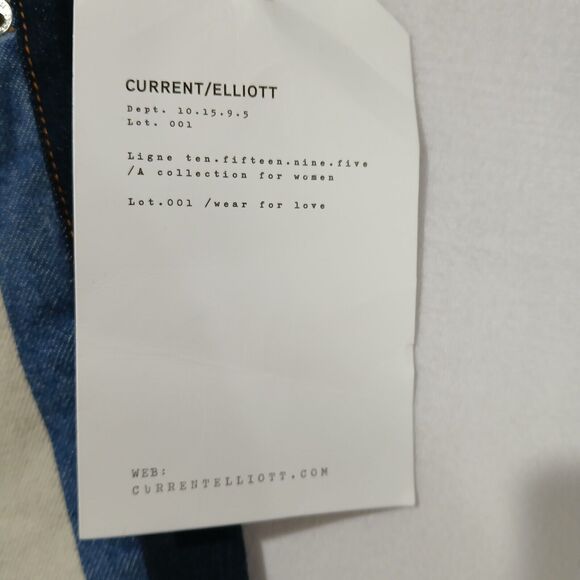 CURRENT/ELLIOTT
Dept. 10.15.9.5
Lot. 001
Ligne ten.fifteen.nine.five
/A collection for women
Lot.001 /wear for love
WEB:
CURRENTELLIOTT.COM